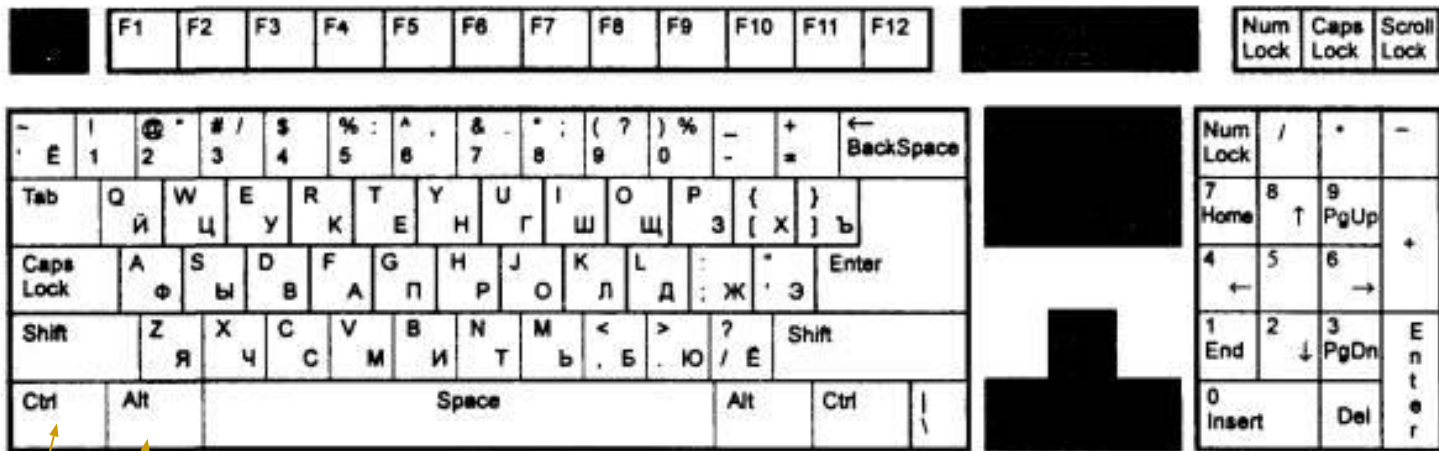 F1 F2 F3 F4 F5 F6 F7 F8 F9 F10 F11 F12 Num Lock Caps Lock Scroll Lock
~ ! @ " # / $ % : ^ , & . * ; ( ? ) % _ + ←
' Ё 1 2 3 4 5 6 7 8 9 0 - = BackSpace
Num Lock / * −
Tab Q Й W Ц E У R К T Е Y Н U Г I Ш O Щ P З { [ Х } ] Ъ
7 Home 8 ↑ 9 PgUp +
Caps Lock A Ф S Ы D В F А G П H Р J О K Л L Д : ; Ж " ' Э Enter
4 ← 5 6 →
Shift Z Я X Ч C С V М B И N Т M Ь < , Б > . Ю ? / Ё Shift
1 End 2 ↓ 3 PgDn Enter
Ctrl Alt Space Alt Ctrl | \
0 Insert Del